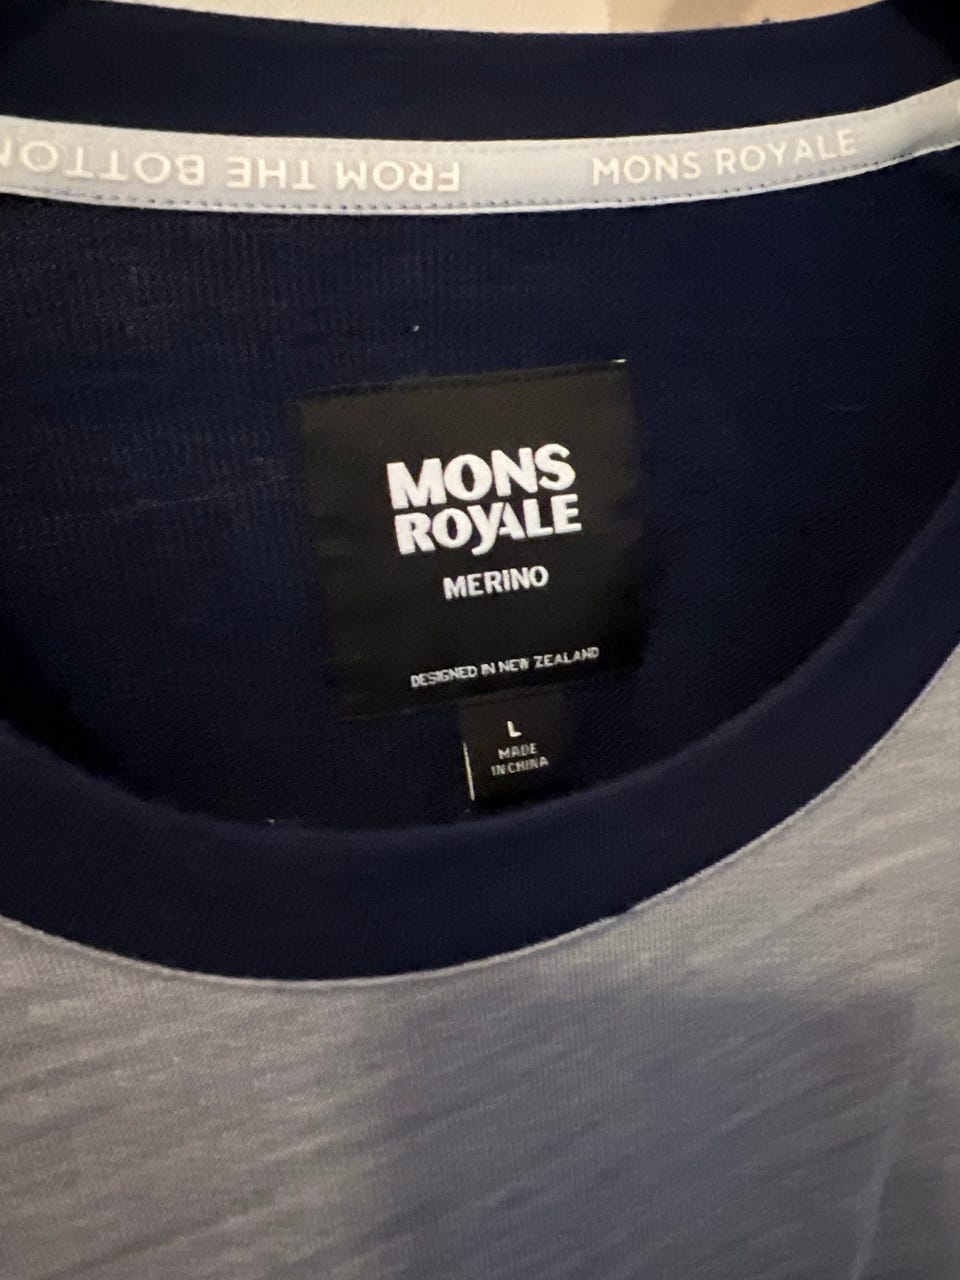 FROM THE BOTTOM
MONS ROYALE
MONS
ROYALE
MERINO
DESIGNED IN NEW ZEALAND
L
MADE
IN CHINA